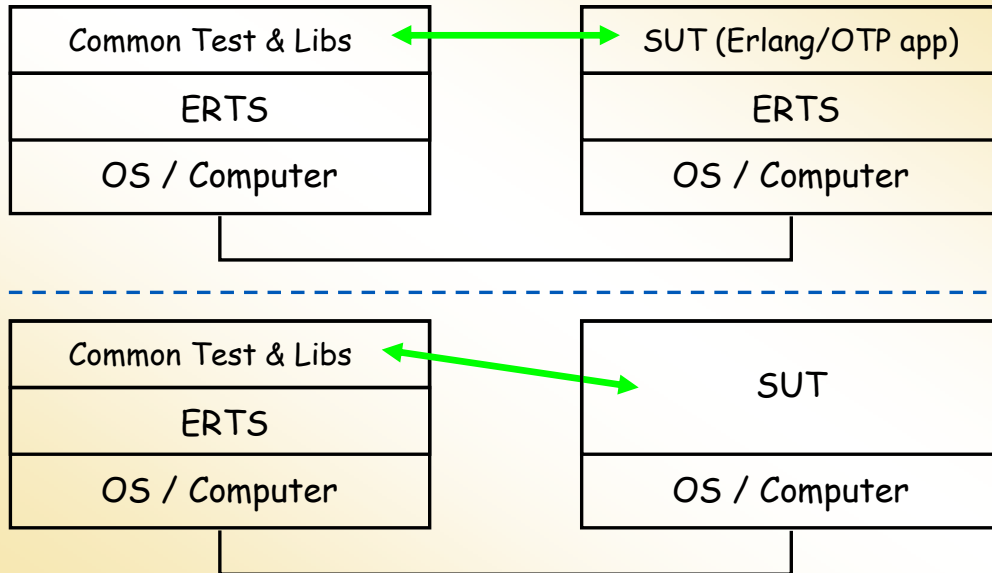 Common Test & Libs
SUT (Erlang/OTP app)
ERTS
ERTS
OS / Computer
OS / Computer
Common Test & Libs
SUT
ERTS
OS / Computer
OS / Computer